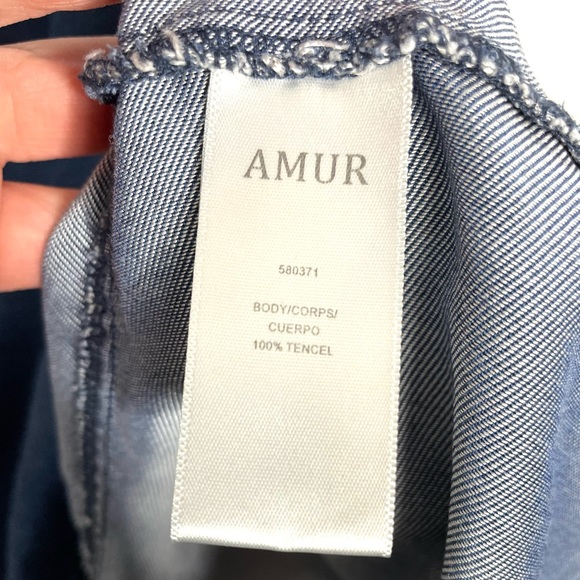 AMUR
580371
BODY/CORPS/
CUERPO
100% TENCEL